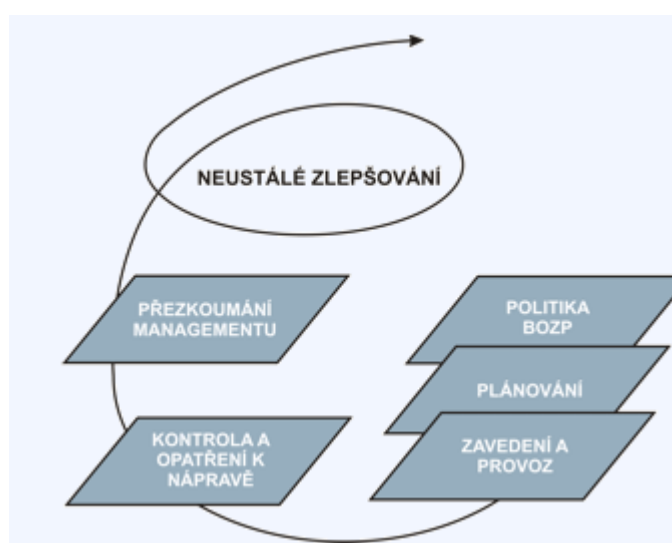 NEUSTÁLÉ ZLEPŠOVÁNÍ
PŘEZKOUMÁNÍ
MANAGEMENTU
POLITIKA
BOZP
PLÁNOVÁNÍ
KONTROLA A
OPATŘENÍ K
NÁPRAVĚ
ZAVEDENÍ A
PROVOZ